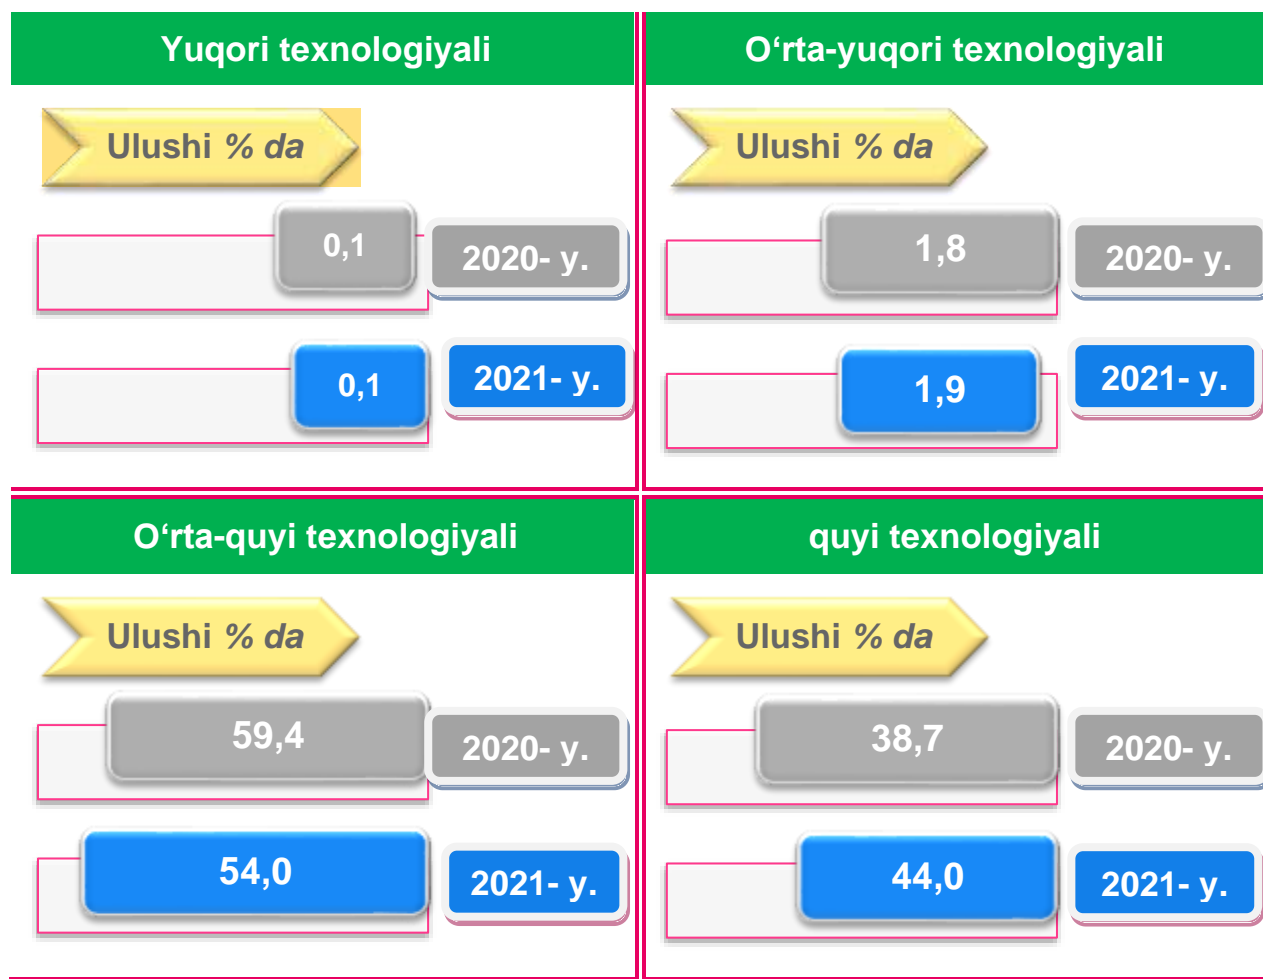 Yuqori texnologiyali
Ulushi % da
0,1
2020- y.
0,1
2021- y.
O‘rta-yuqori texnologiyali
Ulushi % da
1,8
2020- y.
1,9
2021- y.
O‘rta-quyi texnologiyali
Ulushi % da
59,4
2020- y.
54,0
2021- y.
quyi texnologiyali
Ulushi % da
38,7
2020- y.
44,0
2021- y.